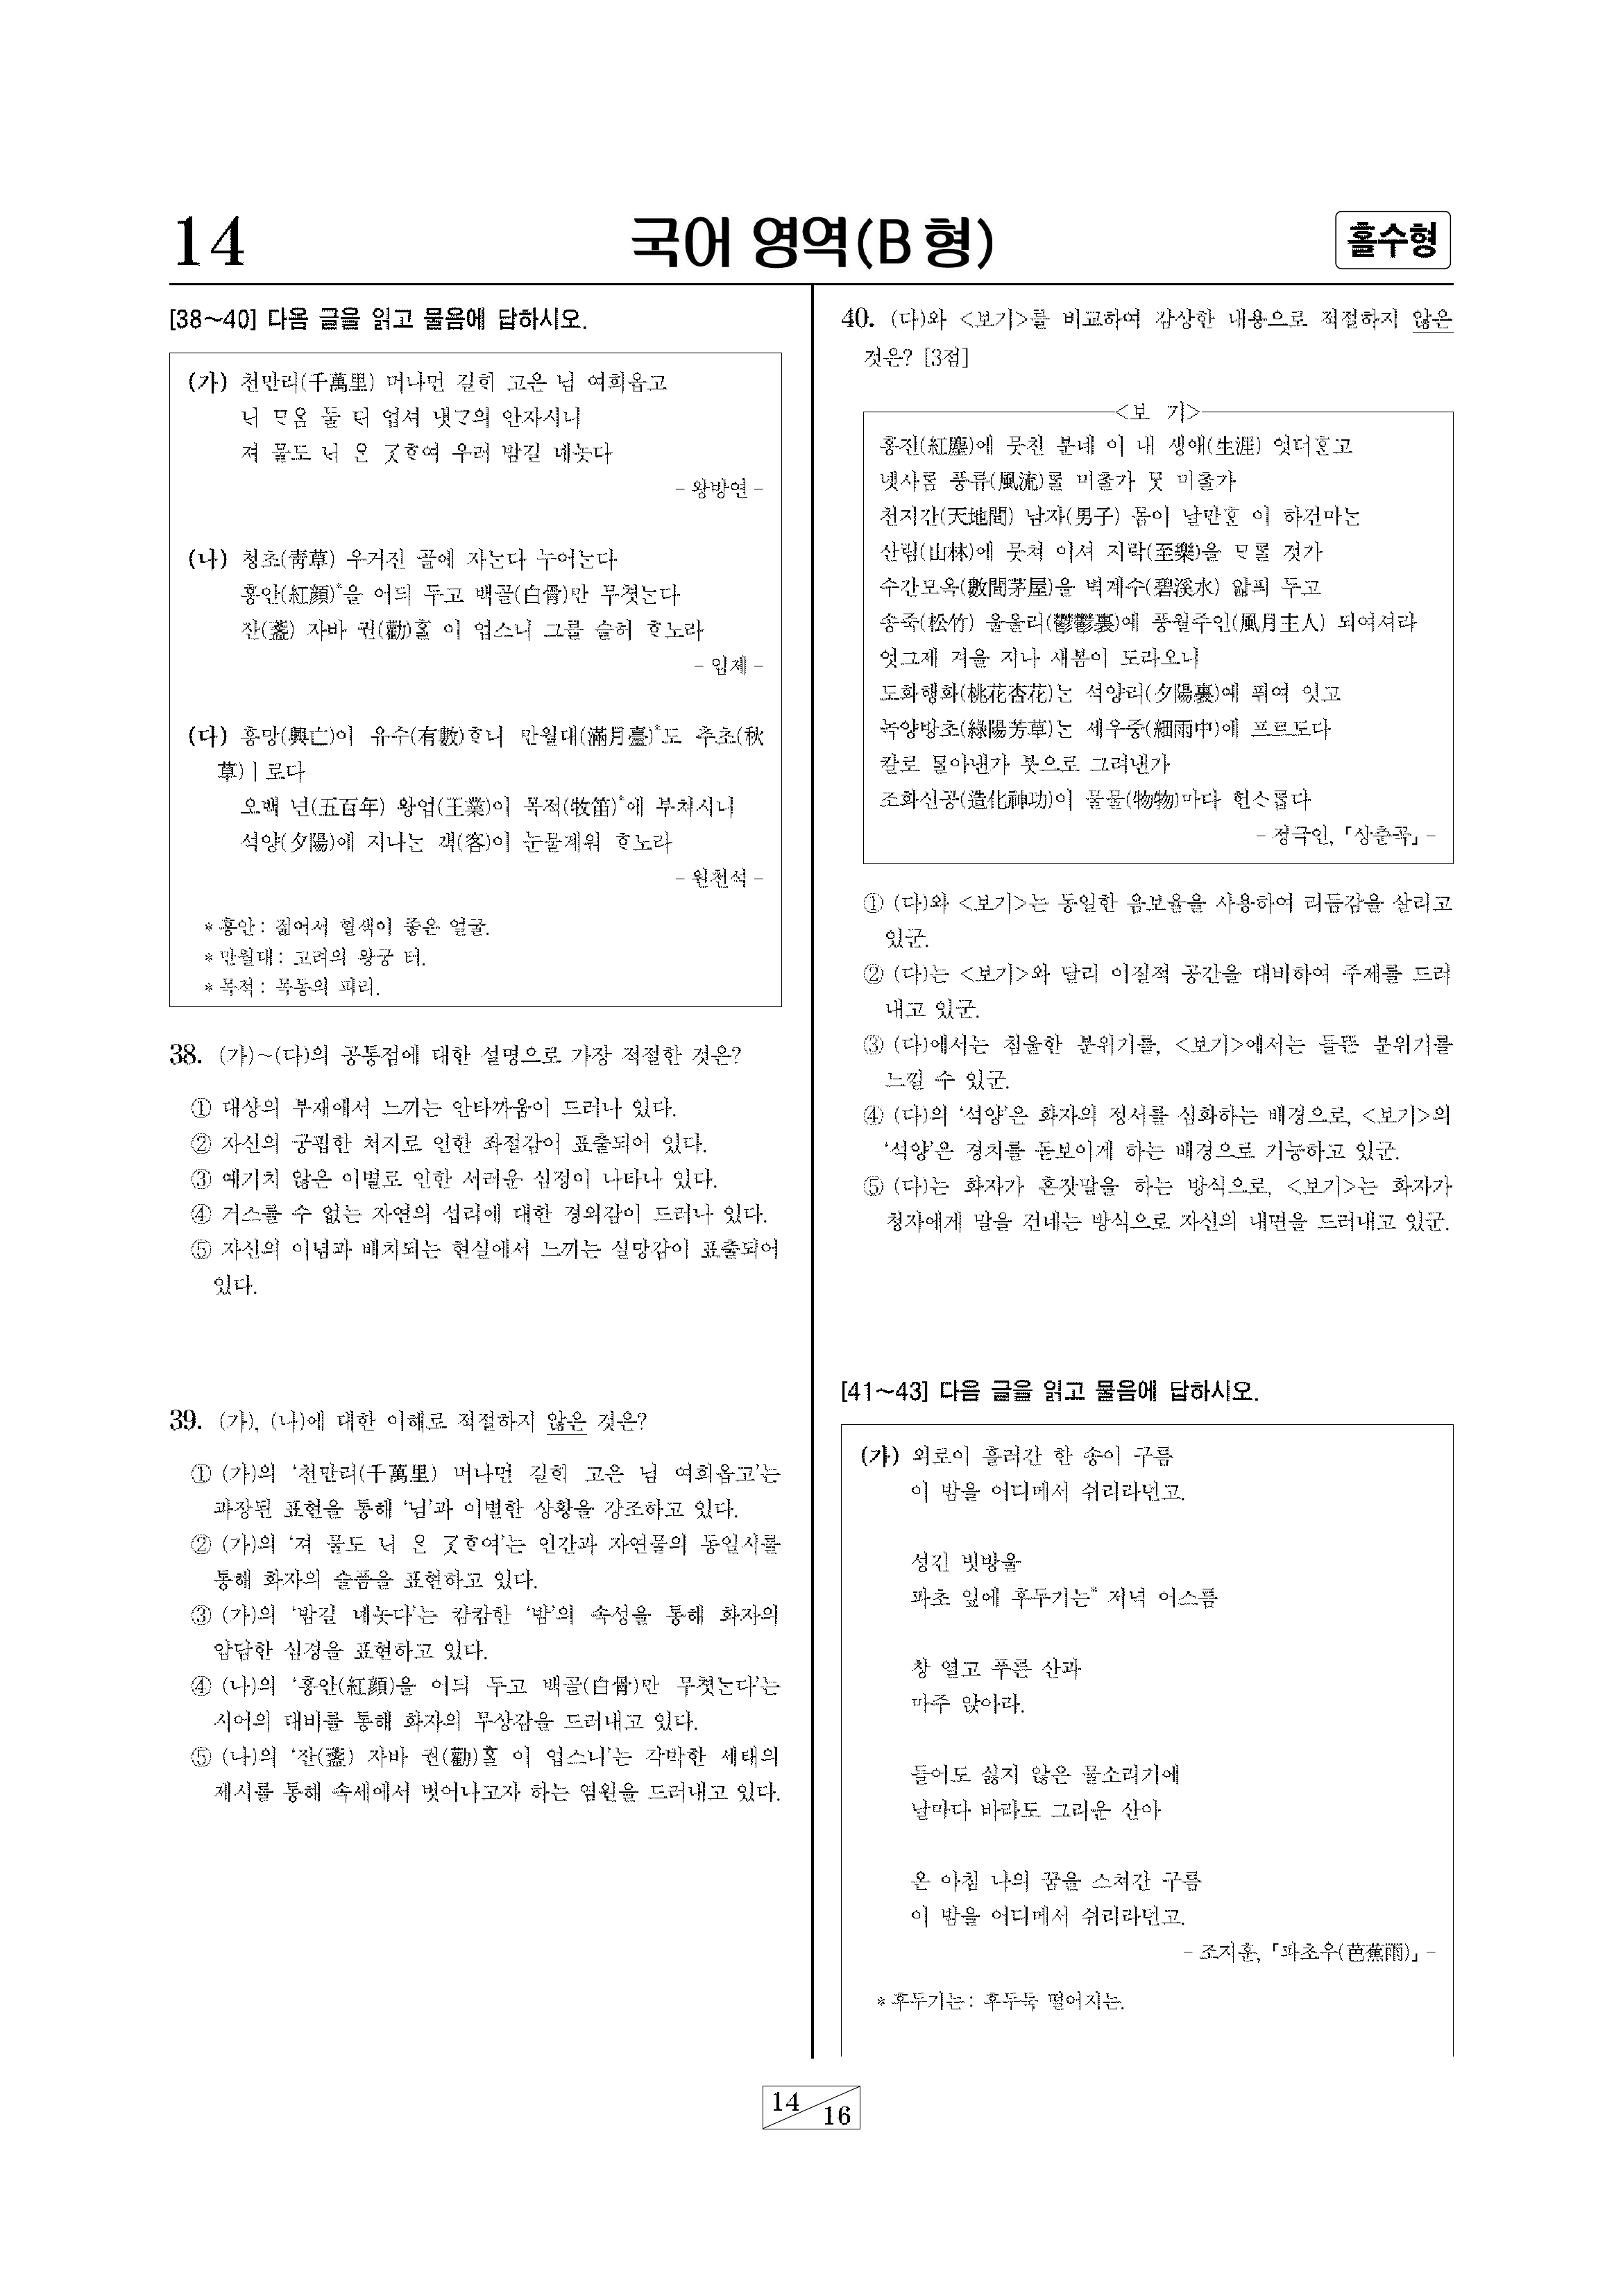 14
국어 영역(B형)
홀수형
[38~40] 다음 글을 읽고 물음에 답하시오.
(가) 천만리(千萬里) 머나먼 길히 고은 님 여희옵고
ᄂᆡ ᄆᆞ음 둘 ᄃᆡ 업셔 냇ᄀᆞ의 안자시니
져 물도 ᄂᆡ 온 ᄀᆞᆺᄒᆞ여 우러 밤길 녜놋다
- 왕방연 -
(나) 청초(靑草) 우거진 골에 자ᄂᆞᆫ다 누어ᄂᆞᆫ다
홍안(紅顔)*을 어듸 두고 백골(白骨)만 무쳣ᄂᆞᆫ다
잔(盞) 자바 권(勸)ᄒᆞᆯ 이 업스니 그를 슬허 ᄒᆞ노라
- 임제 -
(다) 흥망(興亡)이 유수(有數)ᄒᆞ니 만월대(滿月臺)*도 추초(秋
草)ㅣ로다
오백 년(五百年) 왕업(王業)이 목적(牧笛)*에 부쳐시니
석양(夕陽)에 지나ᄂᆞᆫ 객(客)이 눈물계워 ᄒᆞ노라
- 원천석 -
* 홍안: 젊어서 혈색이 좋은 얼굴.
* 만월대: 고려의 왕궁 터.
* 목적: 목동의 피리.
38. (가)~(다)의 공통점에 대한 설명으로 가장 적절한 것은?
① 대상의 부재에서 느끼는 안타까움이 드러나 있다.
② 자신의 궁핍한 처지로 인한 좌절감이 표출되어 있다.
③ 예기치 않은 이별로 인한 서러운 심정이 나타나 있다.
④ 거스를 수 없는 자연의 섭리에 대한 경외감이 드러나 있다.
⑤ 자신의 이념과 배치되는 현실에서 느끼는 실망감이 표출되어
있다.
39. (가), (나)에 대한 이해로 적절하지 않은 것은?
① (가)의 ‘천만리(千萬里) 머나먼 길히 고은 님 여희옵고’는
과장된 표현을 통해 ‘님’과 이별한 상황을 강조하고 있다.
② (가)의 ‘져 물도 ᄂᆡ 온 ᄀᆞᆺᄒᆞ여’는 인간과 자연물의 동일시를
통해 화자의 슬픔을 표현하고 있다.
③ (가)의 ‘밤길 녜놋다’는 캄캄한 ‘밤’의 속성을 통해 화자의
암담한 심경을 표현하고 있다.
④ (나)의 ‘홍안(紅顔)을 어듸 두고 백골(白骨)만 무쳣ᄂᆞᆫ다’는
시어의 대비를 통해 화자의 무상감을 드러내고 있다.
⑤ (나)의 ‘잔(盞) 자바 권(勸)ᄒᆞᆯ 이 업스니’는 각박한 세태의
제시를 통해 속세에서 벗어나고자 하는 염원을 드러내고 있다.
40. (다)와 <보기>를 비교하여 감상한 내용으로 적절하지 않은
것은? [3점]
<보 기>
홍진(紅塵)에 뭇친 분네 이 내 생애(生涯) 엇더ᄒᆞᆫ고
녯사ᄅᆞᆷ 풍류(風流)ᄅᆞᆯ 미ᄎᆞᆯ가 ᄆᆞᆺ 미ᄎᆞᆯ가
천지간(天地間) 남자(男子) 몸이 날만ᄒᆞᆫ 이 하건마ᄂᆞᆫ
산림(山林)에 뭇쳐 이셔 지락(至樂)을 ᄆᆞᄅᆞᆯ 것가
수간모옥(數間茅屋)을 벽계수(碧溪水) 앏픠 두고
송죽(松竹) 울울리(鬱鬱裏)예 풍월주인(風月主人) 되여셔라
엇그제 겨을 지나 새봄이 도라오니
도화행화(桃花杏花)ᄂᆞᆫ 석양리(夕陽裏)예 퓌여 잇고
녹양방초(綠陽芳草)ᄂᆞᆫ 세우중(細雨中)에 프르도다
칼로 ᄆᆞᆯ아낸가 붓으로 그려낸가
조화신공(造化神功)이 물물(物物)마다 헌ᄉᆞ롭다
- 정극인, 「상춘곡」 -
① (다)와 <보기>는 동일한 음보율을 사용하여 리듬감을 살리고
있군.
② (다)는 <보기>와 달리 이질적 공간을 대비하여 주제를 드러
내고 있군.
③ (다)에서는 침울한 분위기를, <보기>에서는 들뜬 분위기를
느낄 수 있군.
④ (다)의 ‘석양’은 화자의 정서를 심화하는 배경으로, <보기>의
‘석양’은 경치를 돋보이게 하는 배경으로 기능하고 있군.
⑤ (다)는 화자가 혼잣말을 하는 방식으로, <보기>는 화자가
청자에게 말을 건네는 방식으로 자신의 내면을 드러내고 있군.
[41~43] 다음 글을 읽고 물음에 답하시오.
(가) 외로이 흘러간 한 송이 구름
이 밤을 어디메서 쉬리라던고.
성긴 빗방울
파초 잎에 후두기는* 저녁 어스름
창 열고 푸른 산과
마주 앉아라.
들어도 싫지 않은 물소리기에
날마다 바라도 그리운 산아
온 아침 나의 꿈을 스쳐간 구름
이 밤을 어디메서 쉬리라던고.
- 조지훈, 「파초우(芭蕉雨)」 -
* 후두기는: 후두둑 떨어지는.
14
16